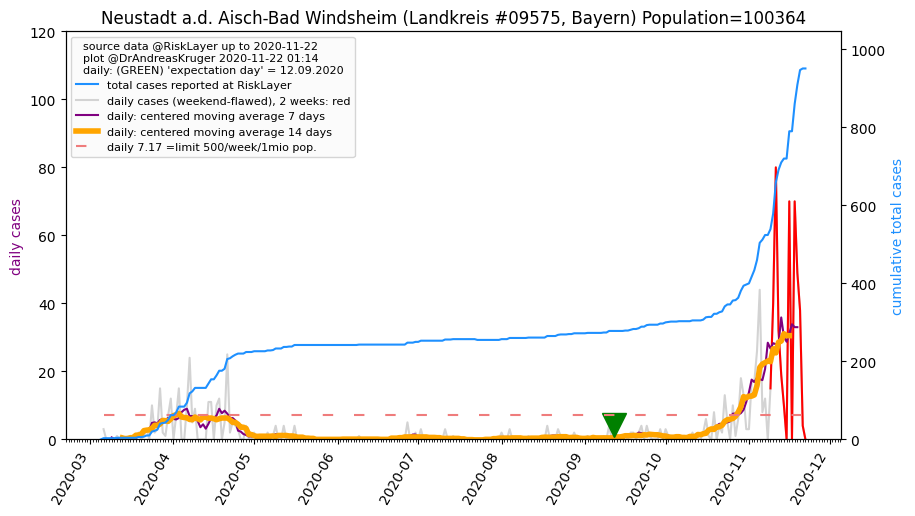 Neustadt a.d. Aisch-Bad Windsheim (Landkreis #09575, Bayern) Population=100364
source data @RiskLayer up to 2020-11-22
plot @DrAndreasKruger 2020-11-22 01:14
daily: (GREEN) 'expectation day' = 12.09.2020
total cases reported at RiskLayer
daily cases (weekend-flawed), 2 weeks: red
daily: centered moving average 7 days
daily: centered moving average 14 days
daily 7.17 =limit 500/week/1mio pop.
daily cases
120
100
80
60
40
20
0
cumulative total cases
1000
800
600
400
200
0
2020-03
2020-04
2020-05
2020-06
2020-07
2020-08
2020-09
2020-10
2020-11
2020-12